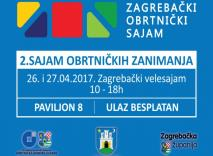 ZAGREBAČKI
OBRTNIČKI
SAJAM
2.SAJAM OBRTNIČKIH ZANIMANJA
26. i 27.04.2017. Zagrebački velesajam
10 - 18h
PAVILJON 8 ULAZ BESPLATAN
Zagrebačka
županija